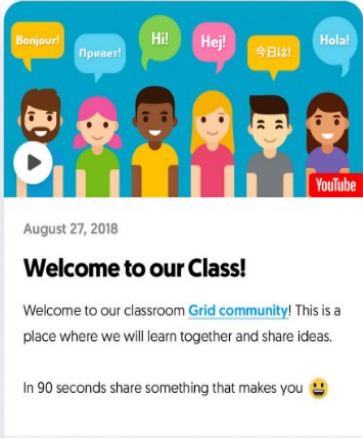 Bonjour! Привет! Hi! Hej! 今日は! Hola!
YouTube
August 27, 2018
Welcome to our Class!
Welcome to our classroom Grid community! This is a
place where we will learn together and share ideas.
In 90 seconds share something that makes you 😃